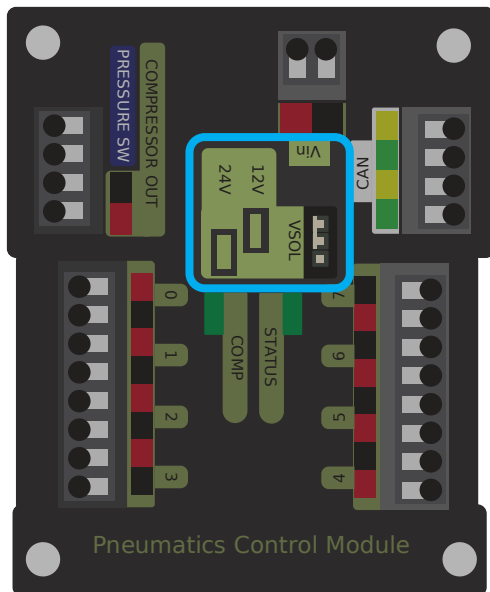 PRESSURE SW
COMPRESSOR OUT
Vin
CAN
24V
12V
VSOL
0
1
2
3
COMP
STATUS
7
6
5
4
Pneumatics Control Module